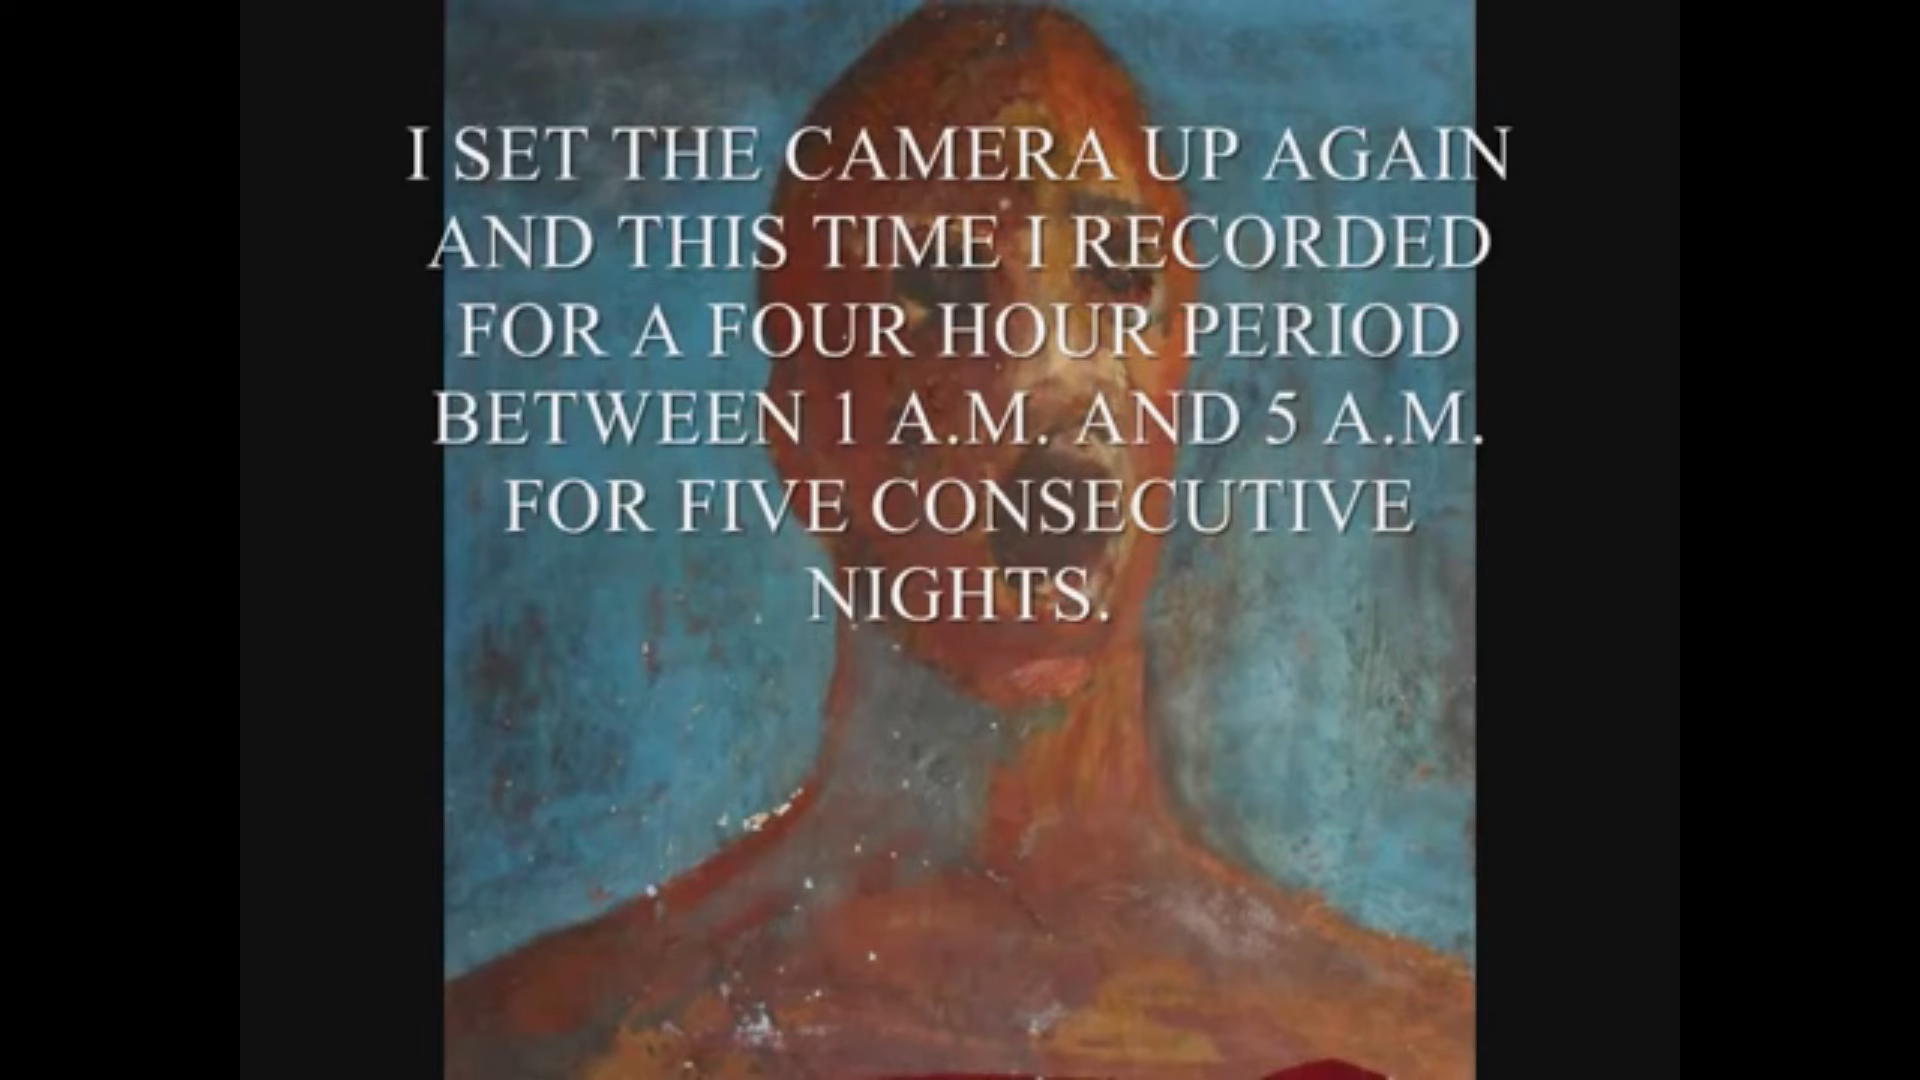 I SET THE CAMERA UP AGAIN
AND THIS TIME I RECORDED
FOR A FOUR HOUR PERIOD
BETWEEN 1 A.M. AND 5 A.M.
FOR FIVE CONSECUTIVE
NIGHTS.